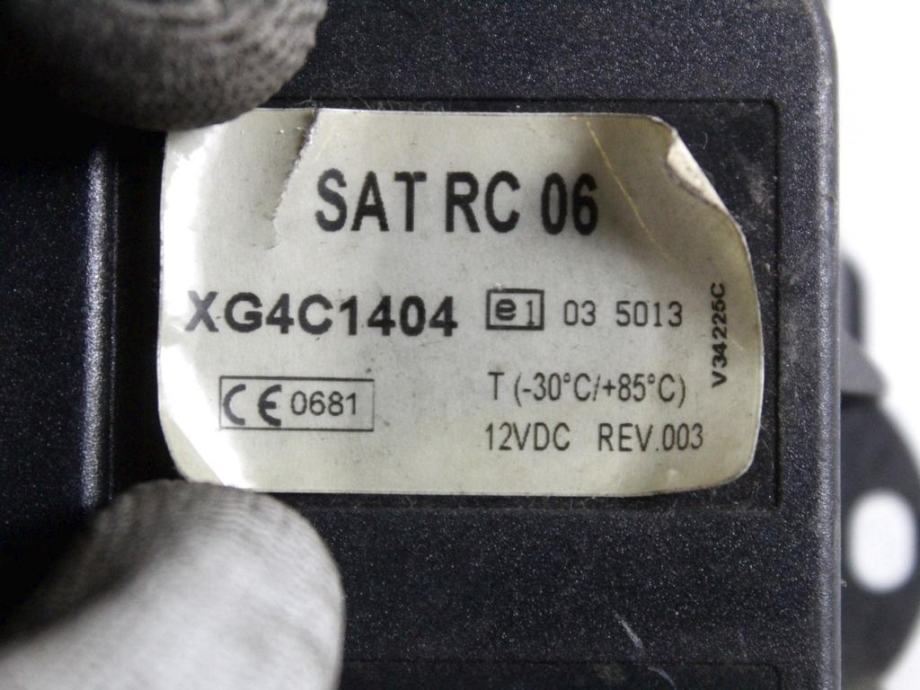 SAT RC 06
XG4C1404
e1 03 5013
V34225C
CE 0681
T (-30°C/+85°C)
12VDC REV.003